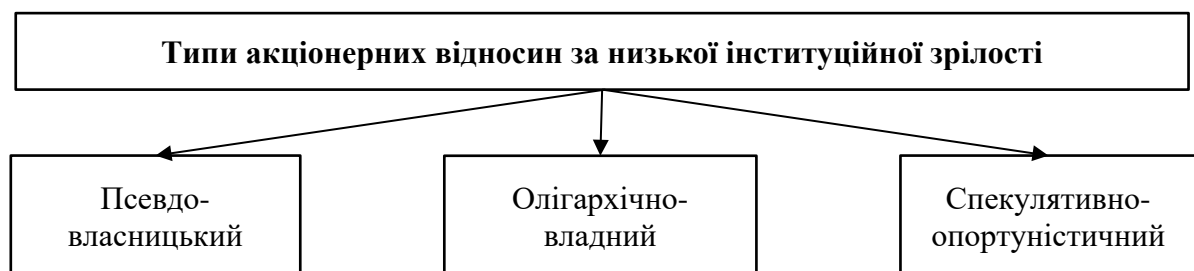 Типи акціонерних відносин за низької інституційної зрілості
Псевдо-
власницький
Олігархічно-
владний
Спекулятивно-
опортуністичний